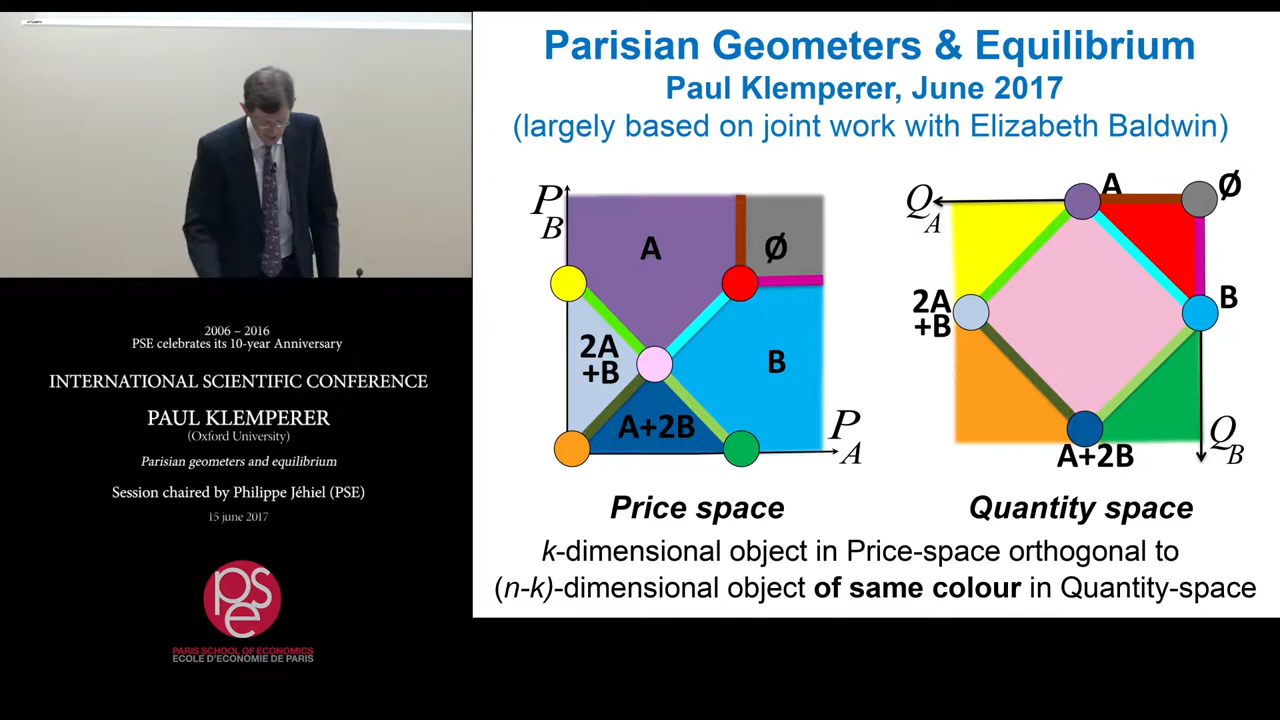 2006 – 2016
PSE celebrates its 10-year Anniversary
INTERNATIONAL SCIENTIFIC CONFERENCE
PAUL KLEMPERER
(Oxford University)
Parisian geometers and equilibrium
Session chaired by Philippe Jéhiel (PSE)
15 june 2017
pse
PARIS SCHOOL OF ECONOMICS
ECOLE D'ECONOMIE DE PARIS
Parisian Geometers & Equilibrium
Paul Klemperer, June 2017
(largely based on joint work with Elizabeth Baldwin)
P
B
A
Ø
2A
+B
B
A+2B
P
A
Price space
Q
A
A
Ø
2A
+B
B
A+2B
Q
B
Quantity space
k-dimensional object in Price-space orthogonal to
(n-k)-dimensional object of same colour in Quantity-space